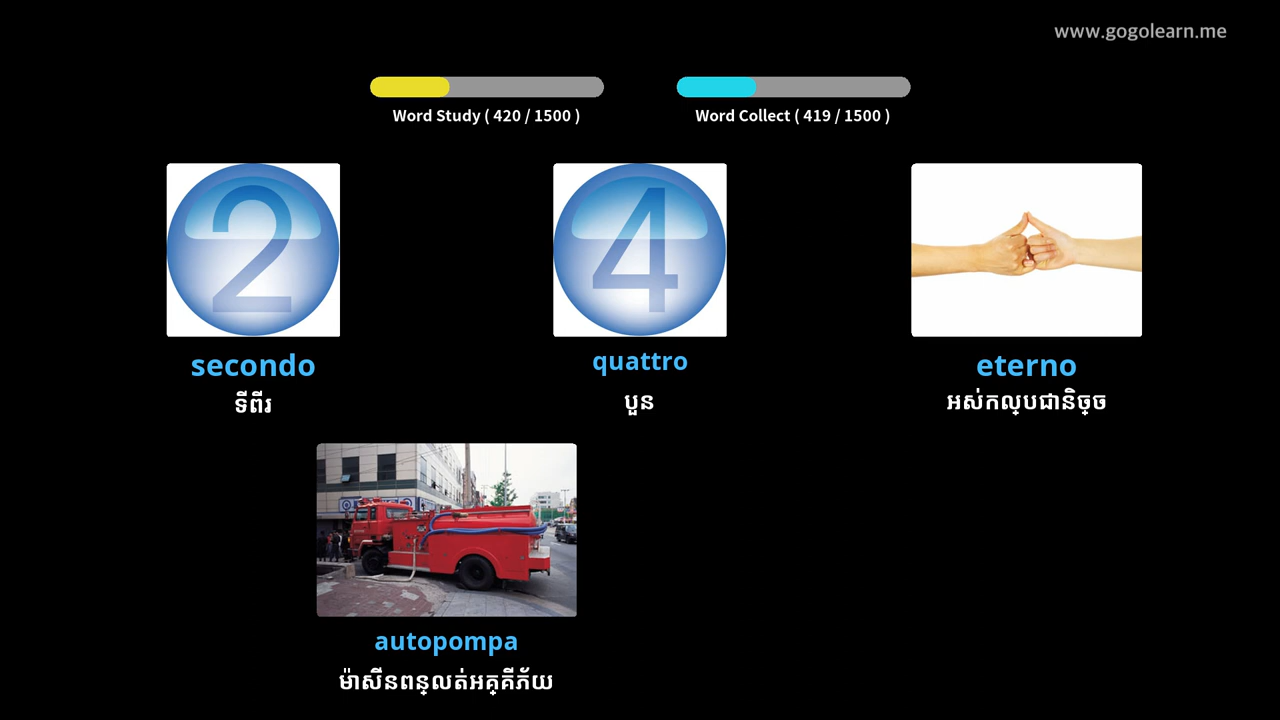 www.gogolearn.me
Word Study ( 420 / 1500 )
Word Collect ( 419 / 1500 )
2
4
secondo
quattro
eterno
ទីពីរ
បួន
អស់កល្បជានិច្ច
autopompa
ម៉ាស៊ីនពន្លត់អគ្គីភ័យ